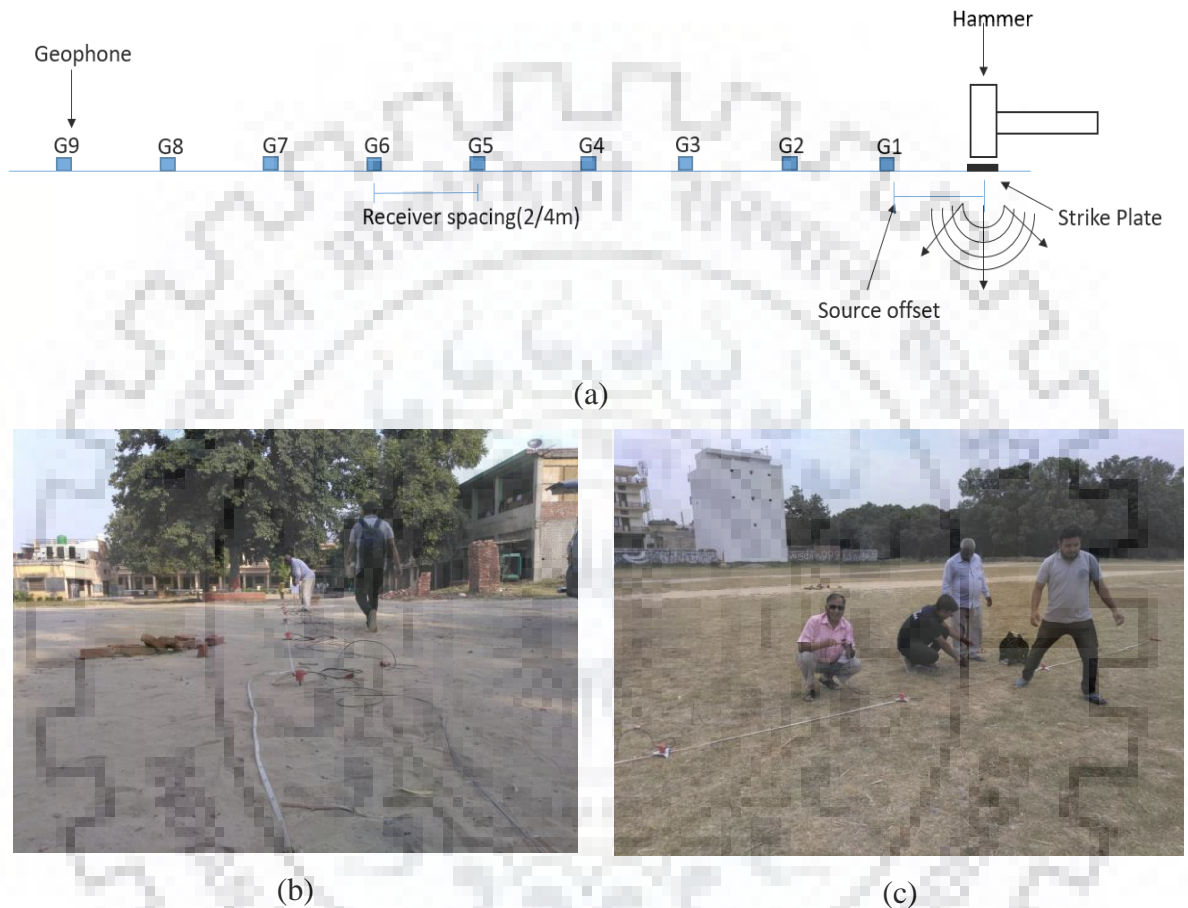 Hammer
Geophone
G9 G8 G7 G6 G5 G4 G3 G2 G1
Receiver spacing(2/4m)
Strike Plate
Source offset
(a)
(b) (c)